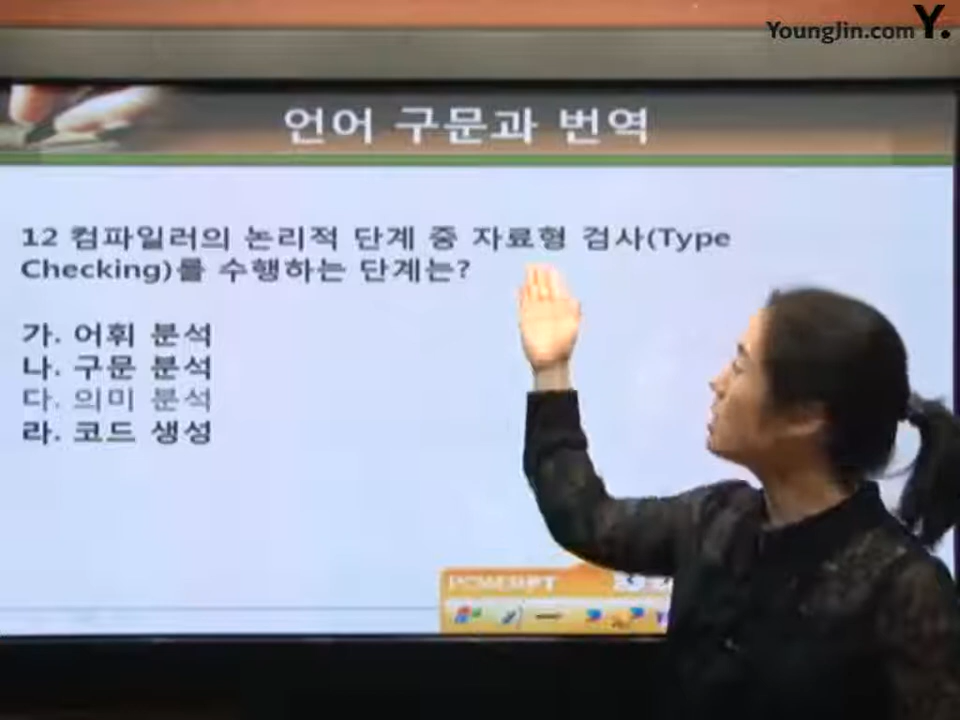 YoungJin.com Y.
언어 구문과 번역
12 컴파일러의 논리적 단계 중 자료형 검사(Type
Checking)를 수행하는 단계는?
가. 어휘 분석
나. 구문 분석
다. 의미 분석
라. 코드 생성